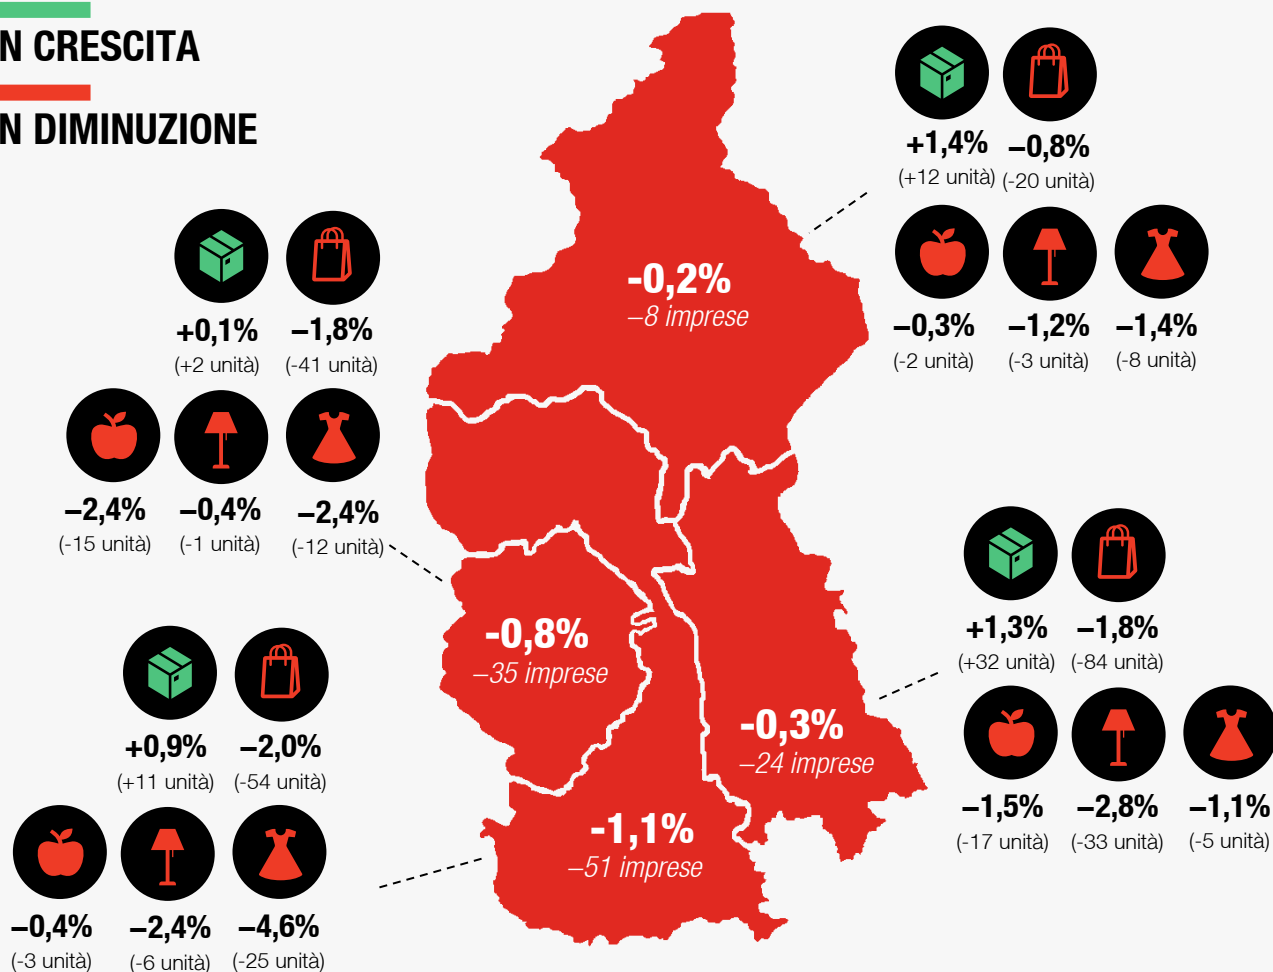 N CRESCITA
N DIMINUZIONE
+1,4% –0,8%
(+12 unità) (-20 unità)
–0,3% –1,2% –1,4%
(-2 unità) (-3 unità) (-8 unità)
+0,1% –1,8%
(+2 unità) (-41 unità)
–2,4% –0,4% –2,4%
(-15 unità) (-1 unità) (-12 unità)
-0,2%
–8 imprese
-0,8%
–35 imprese
+1,3% –1,8%
(+32 unità) (-84 unità)
–1,5% –2,8% –1,1%
(-17 unità) (-33 unità) (-5 unità)
-0,3%
–24 imprese
+0,9% –2,0%
(+11 unità) (-54 unità)
–0,4% –2,4% –4,6%
(-3 unità) (-6 unità) (-25 unità)
-1,1%
–51 imprese